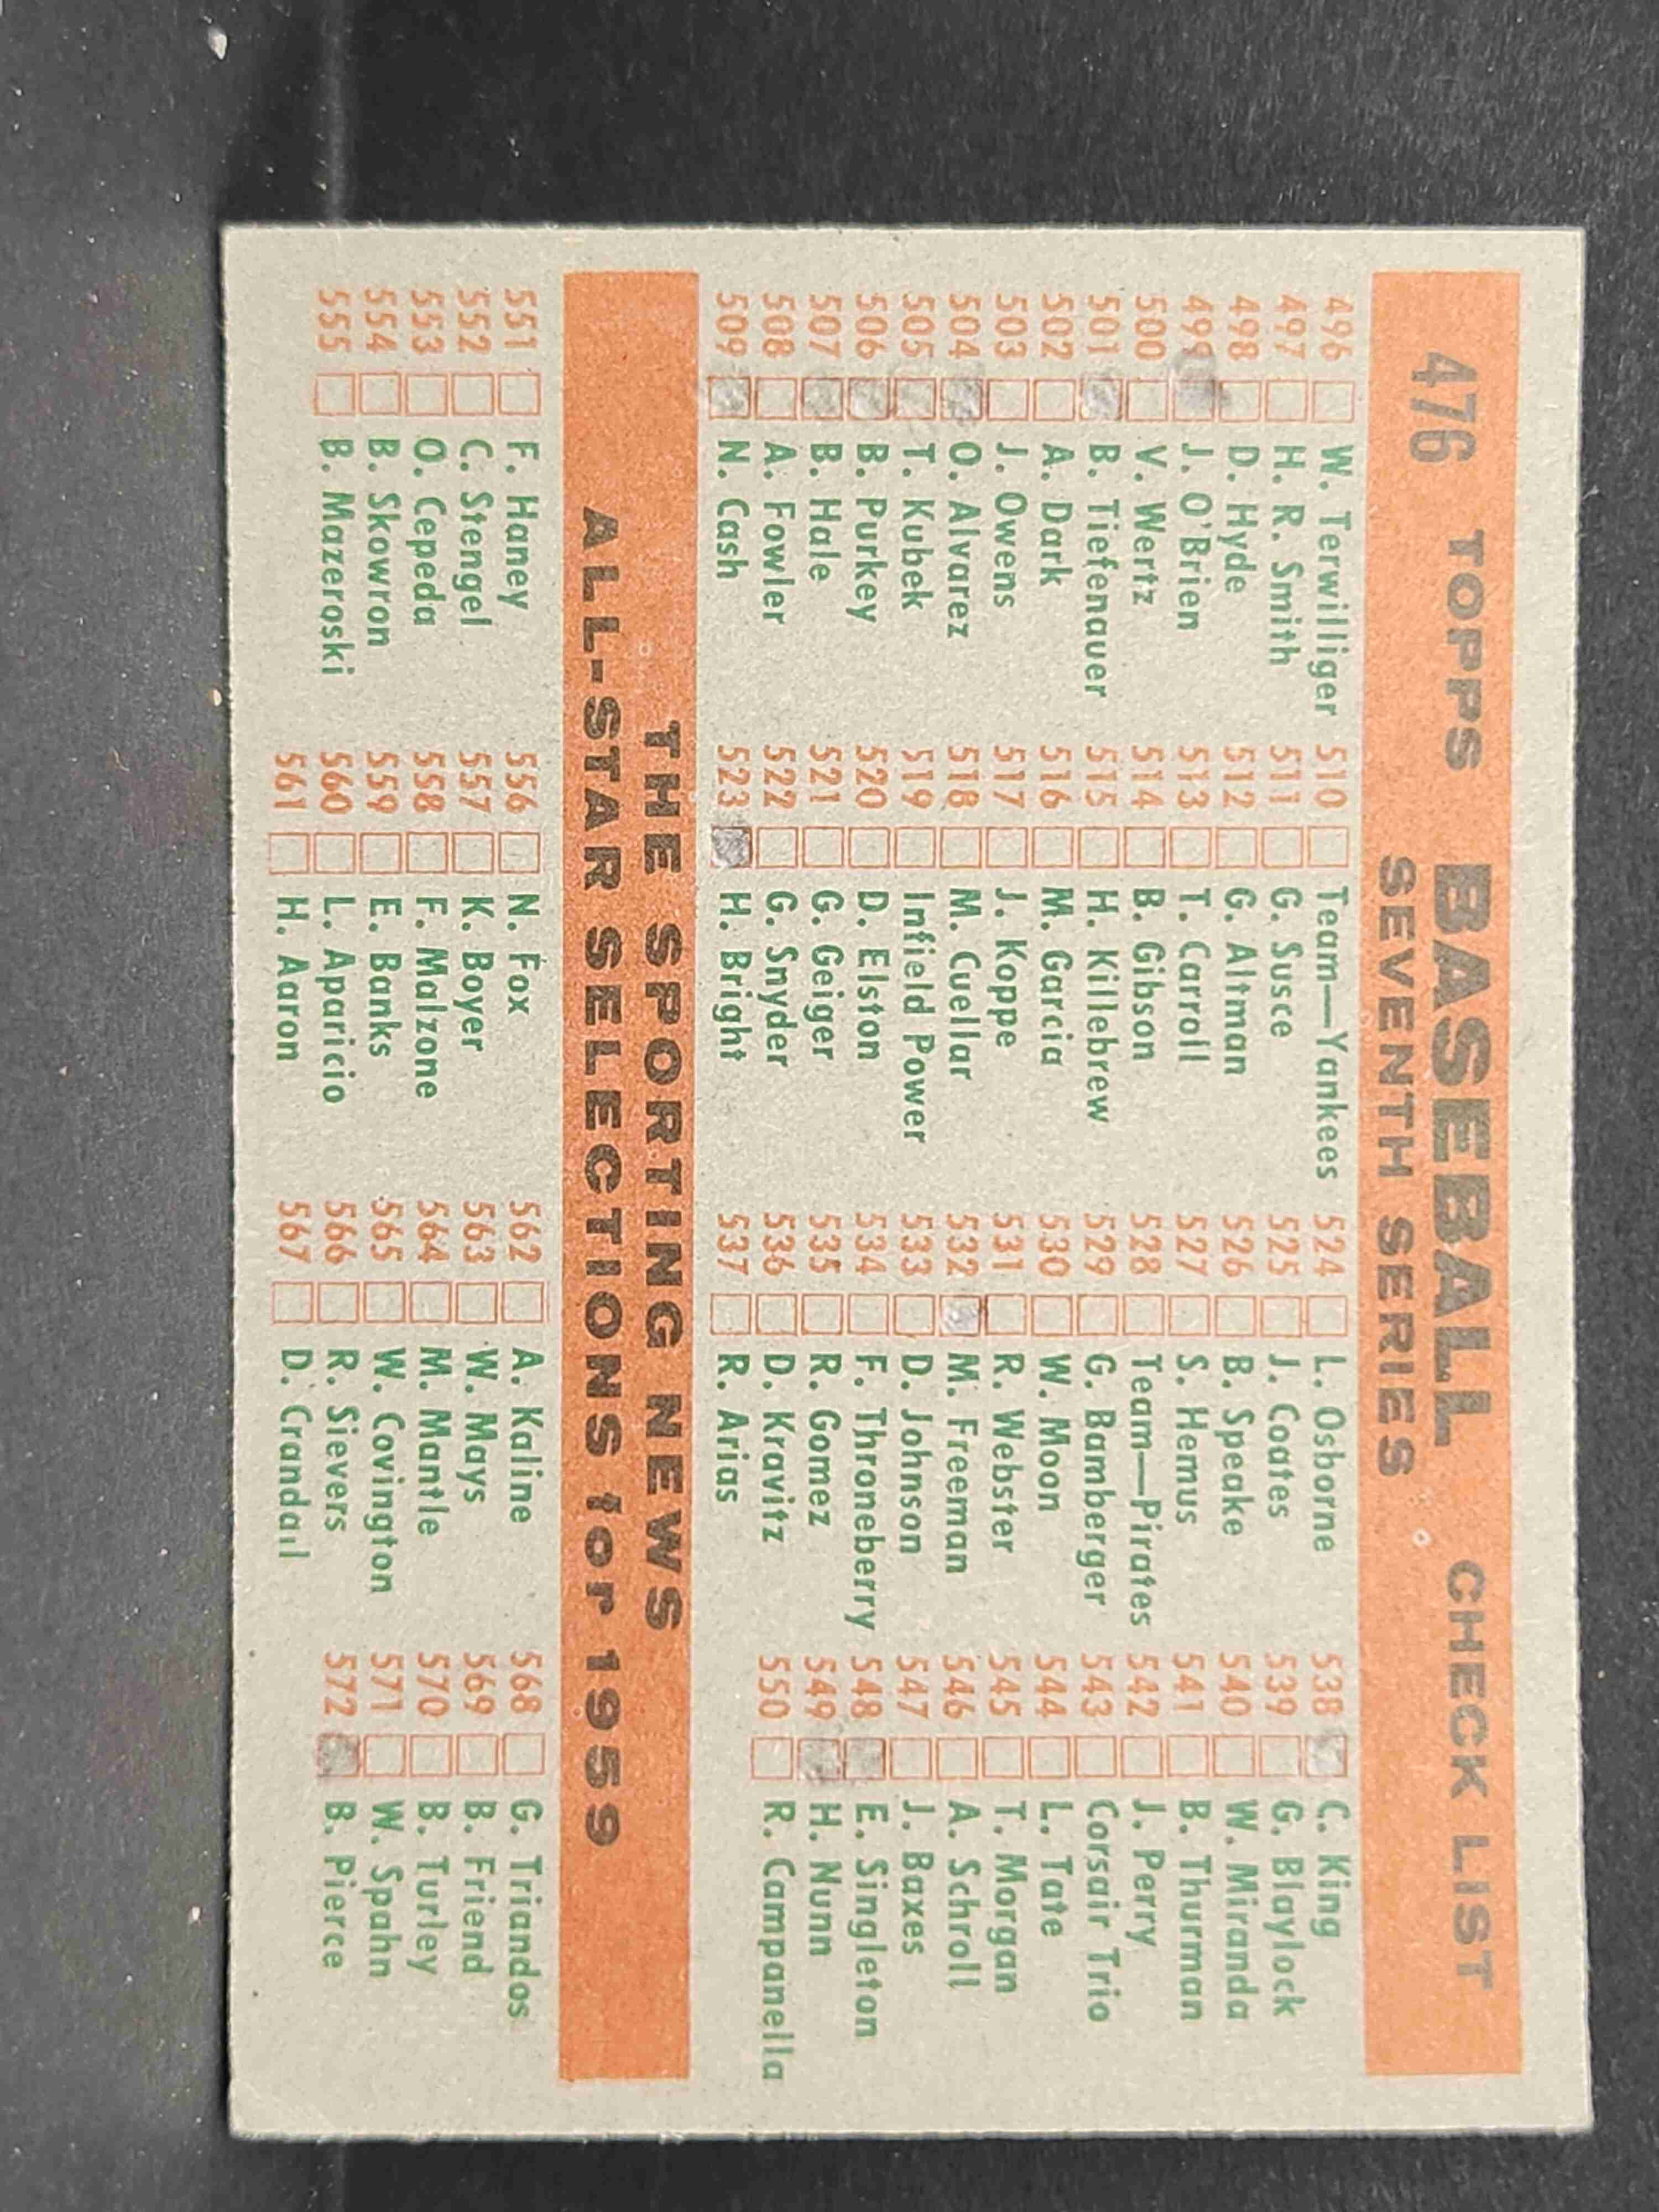 476 TOPPS BASEBALL CHECK LIST
SEVENTH SERIES
496 W. Terwilliger 510 Team—Yankees 524 L. Osborne 538 C. King
497 H. R. Smith 511 G. Susce 525 J. Coates 539 G. Blaylock
498 D. Hyde 512 G. Altman 526 B. Speake 540 W. Miranda
499 J. O'Brien 513 T. Carroll 527 S. Hemus 541 B. Thurman
500 V. Wertz 514 B. Gibson 528 Team—Pirates 542 J. Perry
501 B. Tiefenauer 515 H. Killebrew 529 G. Bamberger 543 Corsair Trio
502 A. Dark 516 M. Garcia 530 W. Moon 544 L. Tate
503 J. Owens 517 J. Koppe 531 R. Webster 545 T. Morgan
504 O. Alvarez 518 M. Cuellar 532 M. Freeman 546 A. Schroll
505 T. Kubek 519 Infield Power 533 D. Johnson 547 J. Baxes
506 B. Purkey 520 D. Elston 534 F. Throneberry 548 E. Singleton
507 B. Hale 521 G. Geiger 535 R. Gomez 549 H. Nunn
508 A. Fowler 522 G. Snyder 536 D. Kravitz 550 R. Campanella
509 N. Cash 523 H. Bright 537 R. Arias
THE SPORTING NEWS
ALL-STAR SELECTIONS for 1959
551 F. Haney 556 N. Fox 562 A. Kaline 568 G. Triandos
552 C. Stengel 557 K. Boyer 563 W. Mays 569 B. Friend
553 O. Cepeda 558 F. Malzone 564 M. Mantle 570 B. Turley
554 B. Skowron 559 E. Banks 565 W. Covington 571 W. Spahn
555 B. Mazeroski 560 L. Aparicio 566 R. Sievers 572 B. Pierce
561 H. Aaron 567 D. Crandall